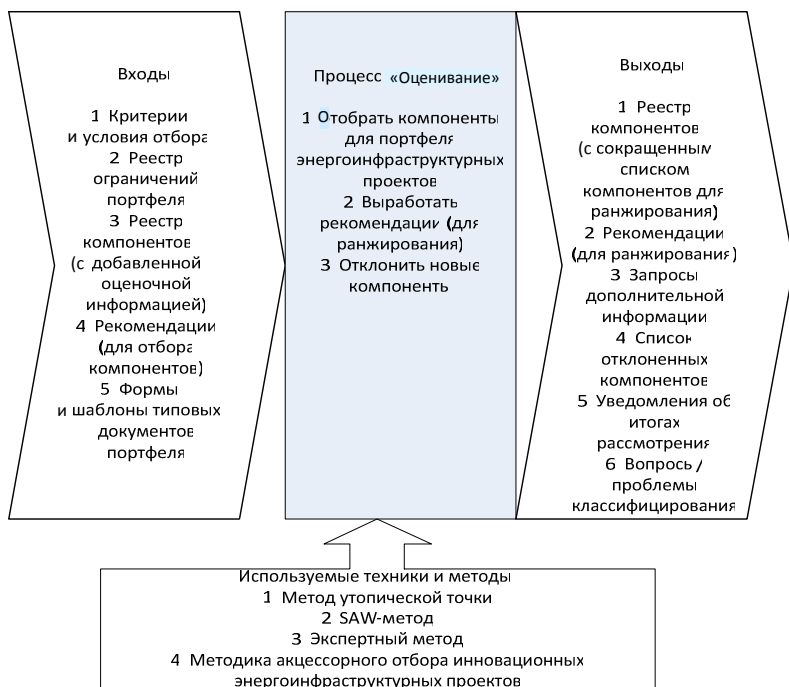 Входы
1 Критерии
и условия отбора
2 Реестр
ограничений
портфеля
3 Реестр
компонентов
(с добавленной
оценочной
информацией)
4 Рекомендации
(для отбора
компонентов)
5 Формы
и шаблоны типовых
документов
портфеля
Процесс «Оценивание»
1 Отобрать компоненты
для портфеля
энергоинфраструктурных
проектов
2 Выработать
рекомендации (для
ранжирования)
3 Отклонить новые
компоненты
Выходы
1 Реестр
компонентов
(с сокращенным
списком
компонентов для
ранжирования)
2 Рекомендации
(для ранжирования)
3 Запросы
дополнительной
информации
4 Список
отклоненных
компонентов
5 Уведомления об
итогах
рассмотрения
6 Вопросы /
проблемы
классифицирования
Используемые техники и методы
1 Метод утопической точки
2 SAW-метод
3 Экспертный метод
4 Методика акцессорного отбора инновационных
энергоинфраструктурных проектов